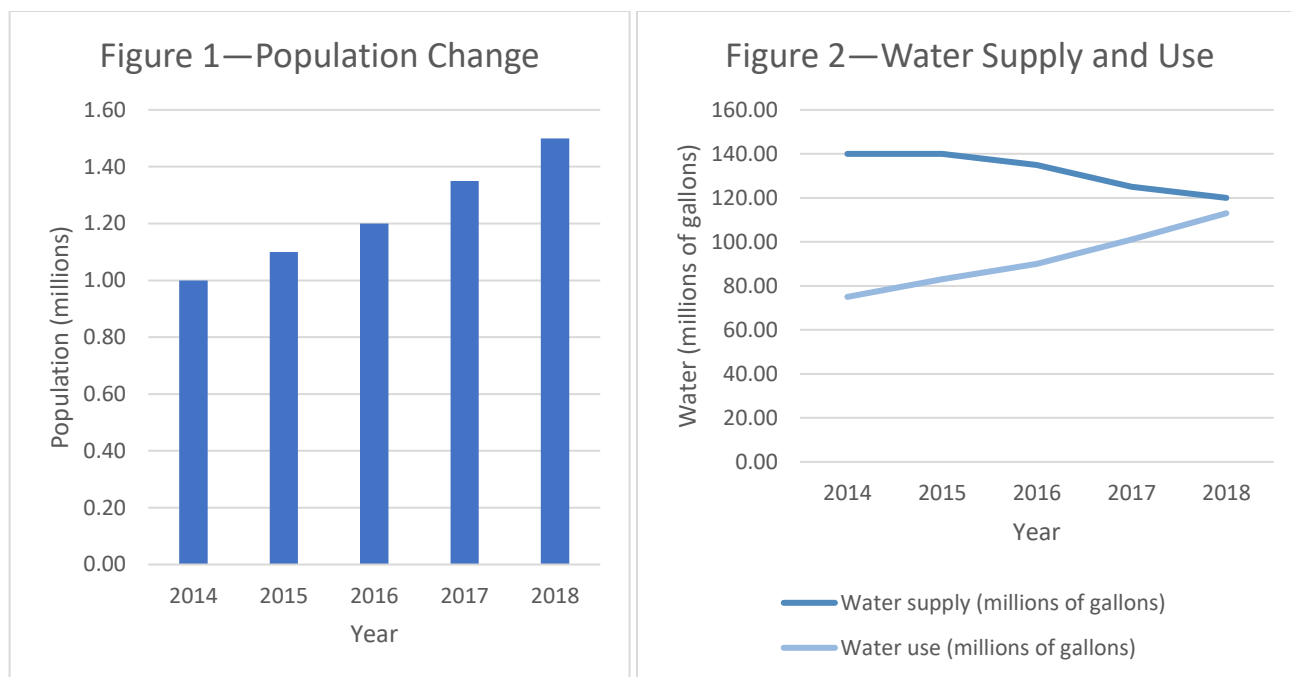 Figure 1—Population Change
Population (millions)
1.60
1.40
1.20
1.00
0.80
0.60
0.40
0.20
0.00
2014 2015 2016 2017 2018
Year
Figure 2—Water Supply and Use
Water (millions of gallons)
160.00
140.00
120.00
100.00
80.00
60.00
40.00
20.00
0.00
2014 2015 2016 2017 2018
Year
Water supply (millions of gallons)
Water use (millions of gallons)